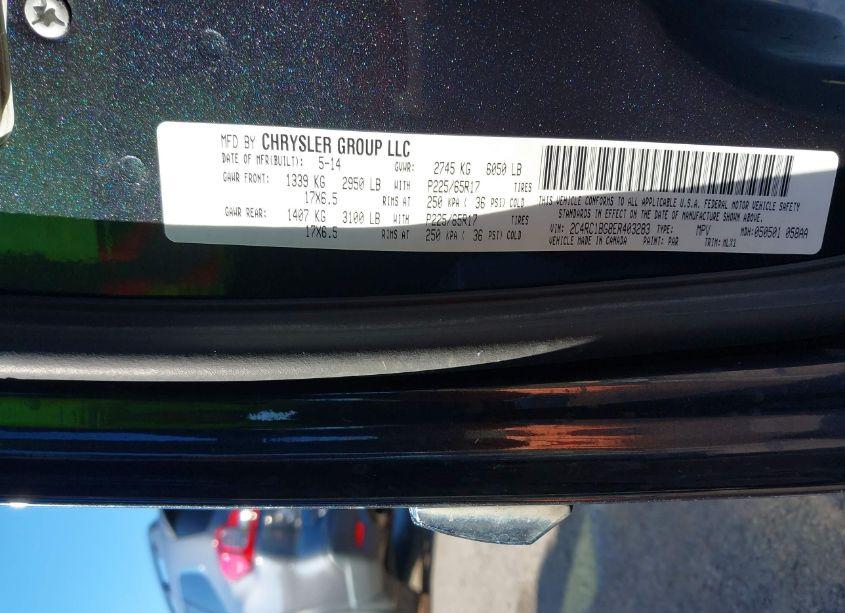 MFD BY CHRYSLER GROUP LLC
DATE OF MFR(BUILT): 5-14 GVWR: 2745 KG 6050 LB
GAWR FRONT: 1339 KG 2950 LB WITH P225/65R17 TIRES
17X6.5 RIMS AT 250 KPA ( 36 PSI) COLD
GAWR REAR: 1407 KG 3100 LB WITH P225/65R17 TIRES
17X6.5 RIMS AT 250 KPA ( 36 PSI) COLD
THIS VEHICLE CONFORMS TO ALL APPLICABLE U.S.A. FEDERAL MOTOR VEHICLE SAFETY
STANDARDS IN EFFECT ON THE DATE OF MANUFACTURE SHOWN ABOVE.
VIN: 2C4RC1BG8ER403283 TYPE: MPV MDH: 050501 058AA
VEHICLE MADE IN CANADA PAINT: PAR TRIM: MLX1